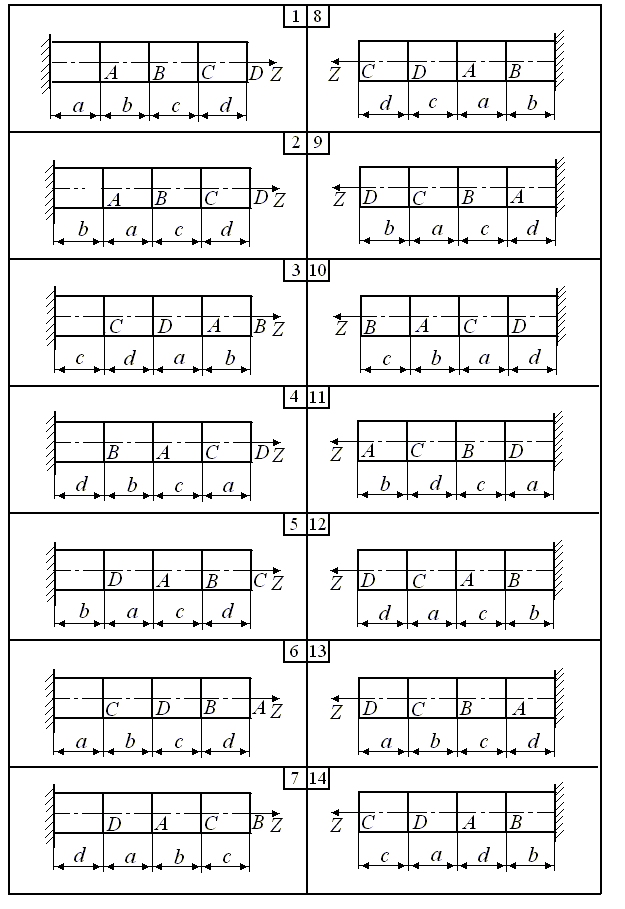 1 8
A B C D Z
a b c d
Z C D A B
d c a b
2 9
A B C D Z
b a c d
Z D C B A
b a c d
3 10
C D A B Z
c d a b
Z B A C D
c b a d
4 11
B A C D Z
d b c a
Z A C B D
b d c a
5 12
D A B C Z
b a c d
Z D C A B
d a c b
6 13
C D B A Z
a b c d
Z D C B A
a b c d
7 14
D A C B Z
d a b c
Z C D A B
c a d b